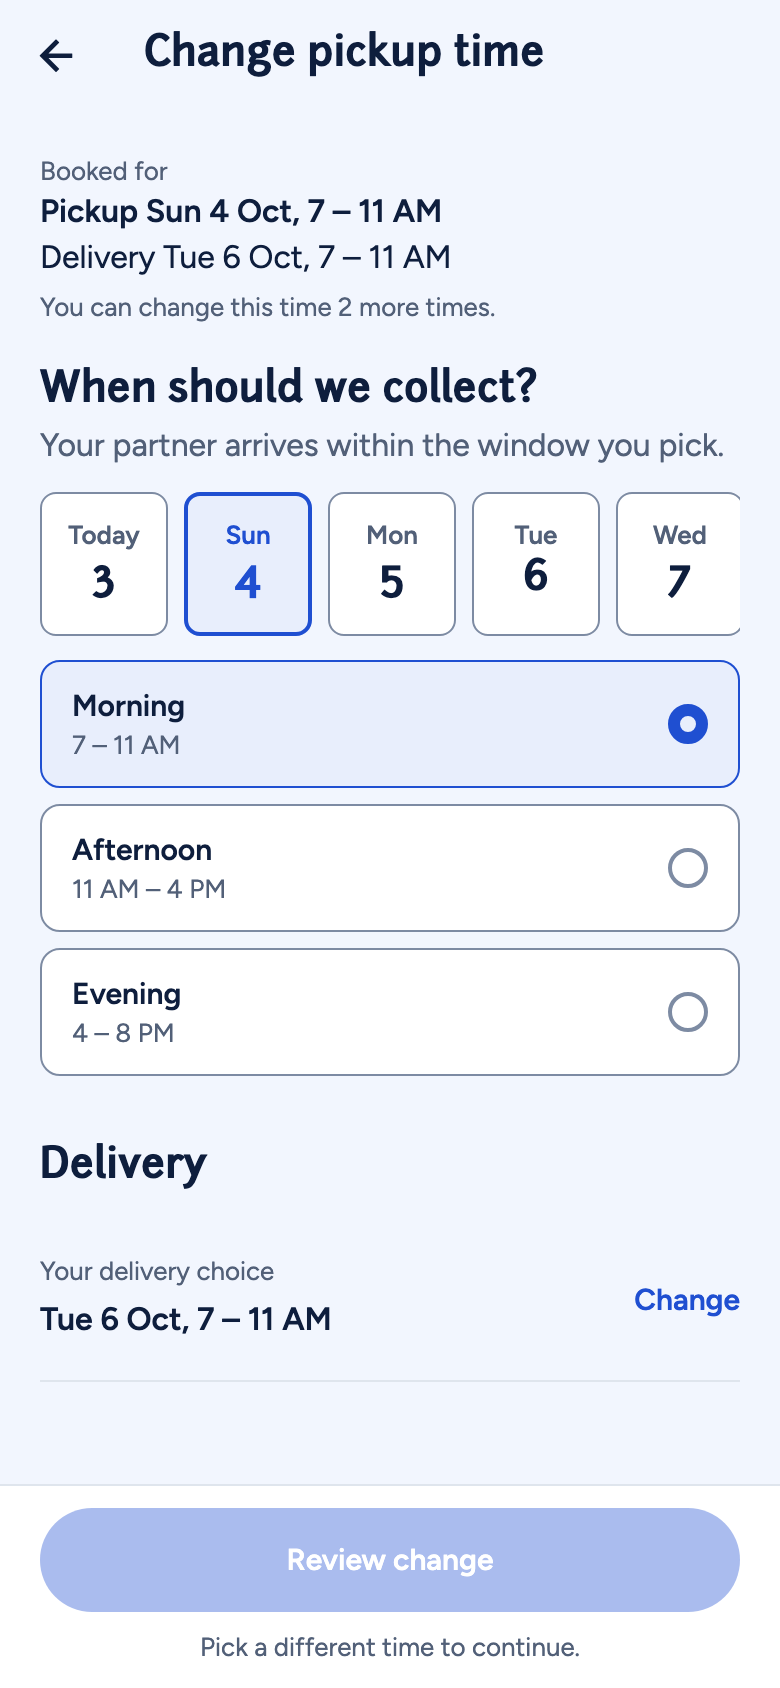 Change pickup time
Booked for
Pickup Sun 4 Oct, 7 – 11 AM
Delivery Tue 6 Oct, 7 – 11 AM
You can change this time 2 more times.
When should we collect?
Your partner arrives within the window you pick.
Today Sun Mon Tue Wed
3 4 5 6 7
Morning
7 – 11 AM
Afternoon
11 AM – 4 PM
Evening
4 – 8 PM
Delivery
Your delivery choice
Tue 6 Oct, 7 – 11 AM
Change
Review change
Pick a different time to continue.